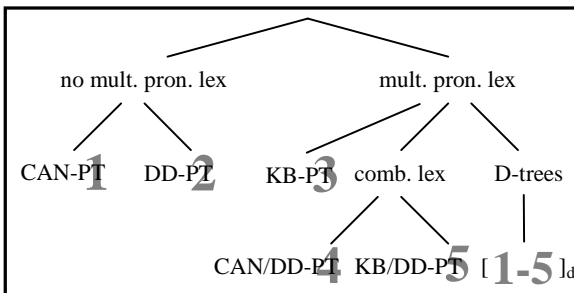 no mult. pron. lex mult. pron. lex
CAN-PT 1 DD-PT 2 KB-PT 3 comb. lex D-trees
CAN/DD-PT 4 KB/DD-PT 5 [ 1-5 ]d